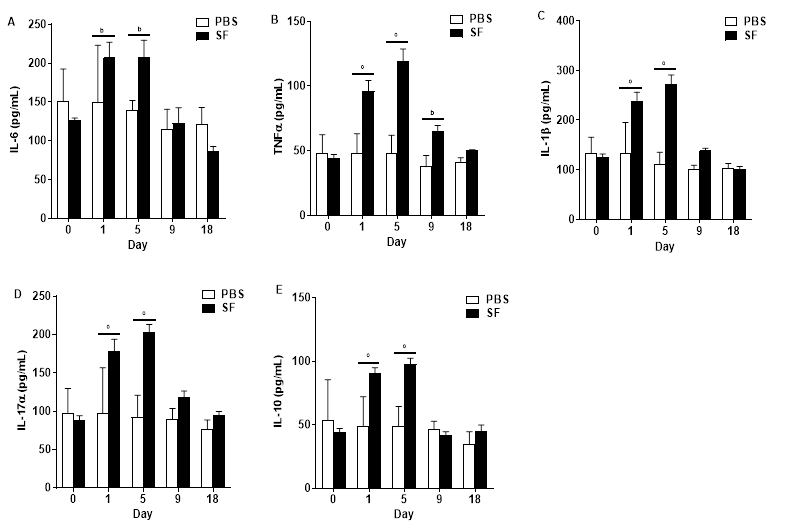 A
PBS
SF
b
b
IL-6 (pg/mL)
250
200
150
100
50
0
0 1 5 9 18
Day
B
PBS
SF
TNFα (pg/mL)
150
100
50
0
b
0 1 5 9 18
Day
C
PBS
SF
IL-1β (pg/mL)
400
300
200
100
0
0 1 5 9 18
Day
D
PBS
SF
IL-17α (pg/mL)
250
200
150
100
50
0
0 1 5 9 18
Day
E
PBS
SF
IL-10 (pg/mL)
150
100
50
0
0 1 5 9 18
Day